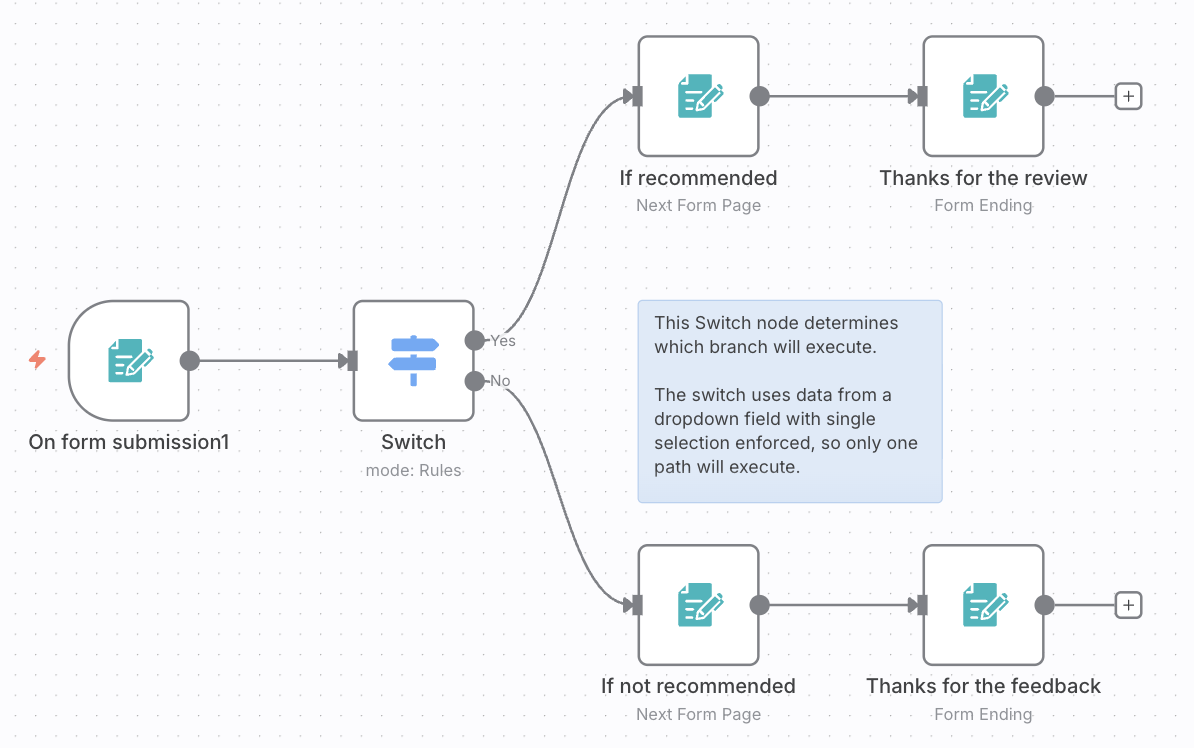 If recommended
Next Form Page
Thanks for the review
Form Ending
On form submission1
Switch
mode: Rules
Yes
No
This Switch node determines
which branch will execute.
The switch uses data from a
dropdown field with single
selection enforced, so only one
path will execute.
If not recommended
Next Form Page
Thanks for the feedback
Form Ending